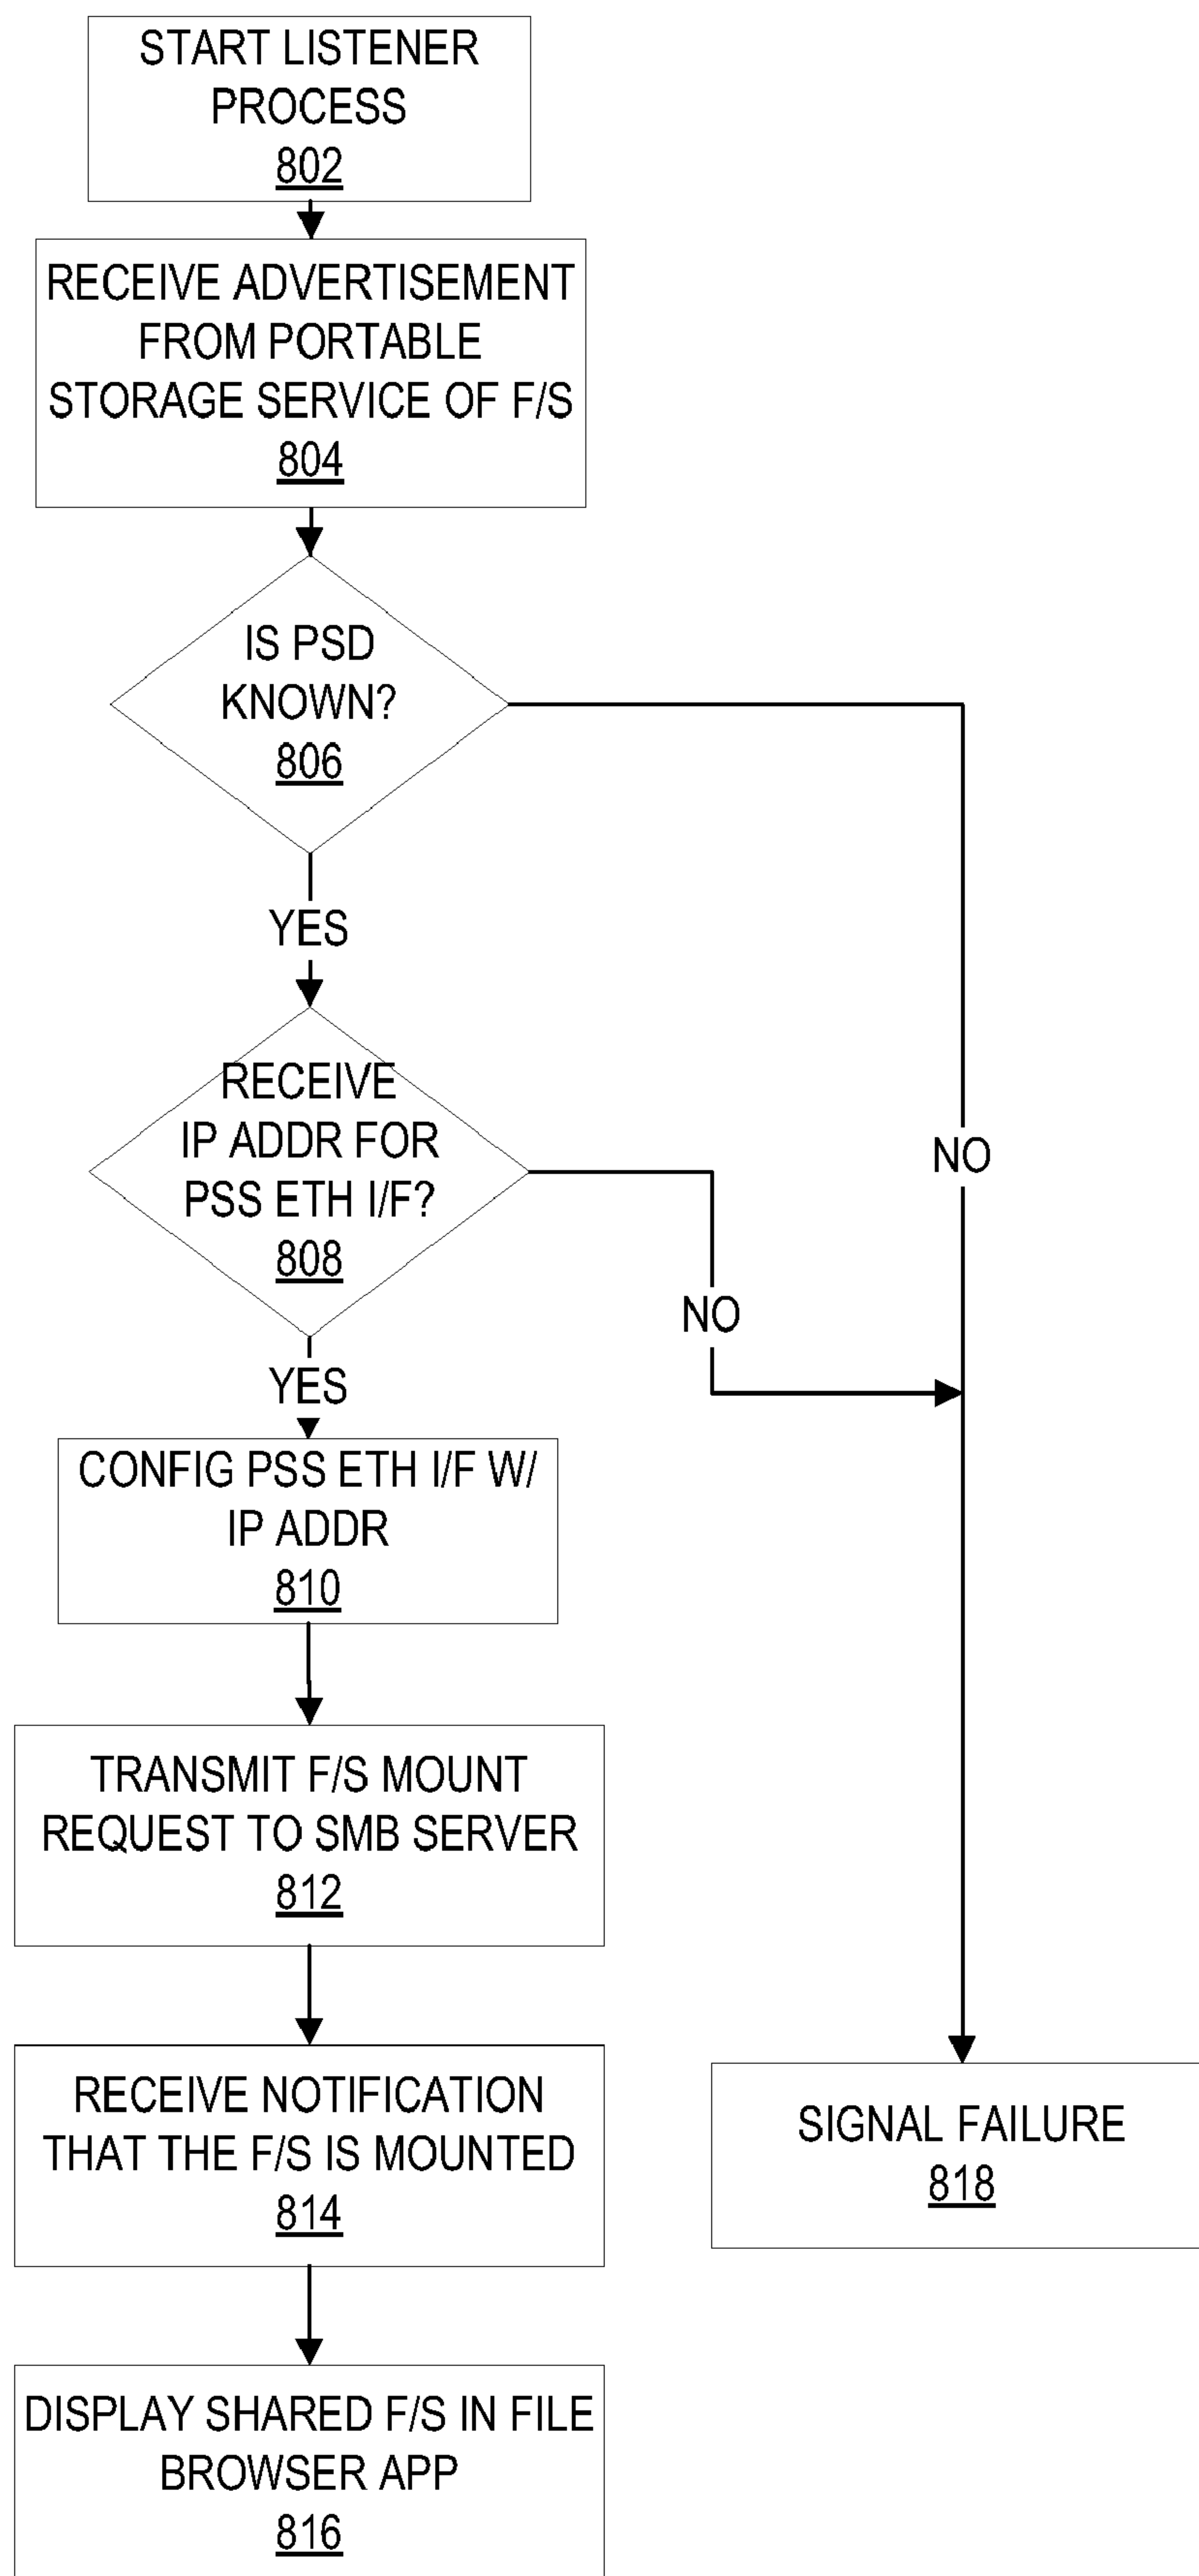 START LISTENER
PROCESS
802
RECEIVE ADVERTISEMENT
FROM PORTABLE
STORAGE SERVICE OF F/S
804
IS PSD
KNOWN?
806
YES
NO
RECEIVE
IP ADDR FOR
PSS ETH I/F?
808
NO
YES
CONFIG PSS ETH I/F W/
IP ADDR
810
TRANSMIT F/S MOUNT
REQUEST TO SMB SERVER
812
RECEIVE NOTIFICATION
THAT THE F/S IS MOUNTED
814
SIGNAL FAILURE
818
DISPLAY SHARED F/S IN FILE
BROWSER APP
816